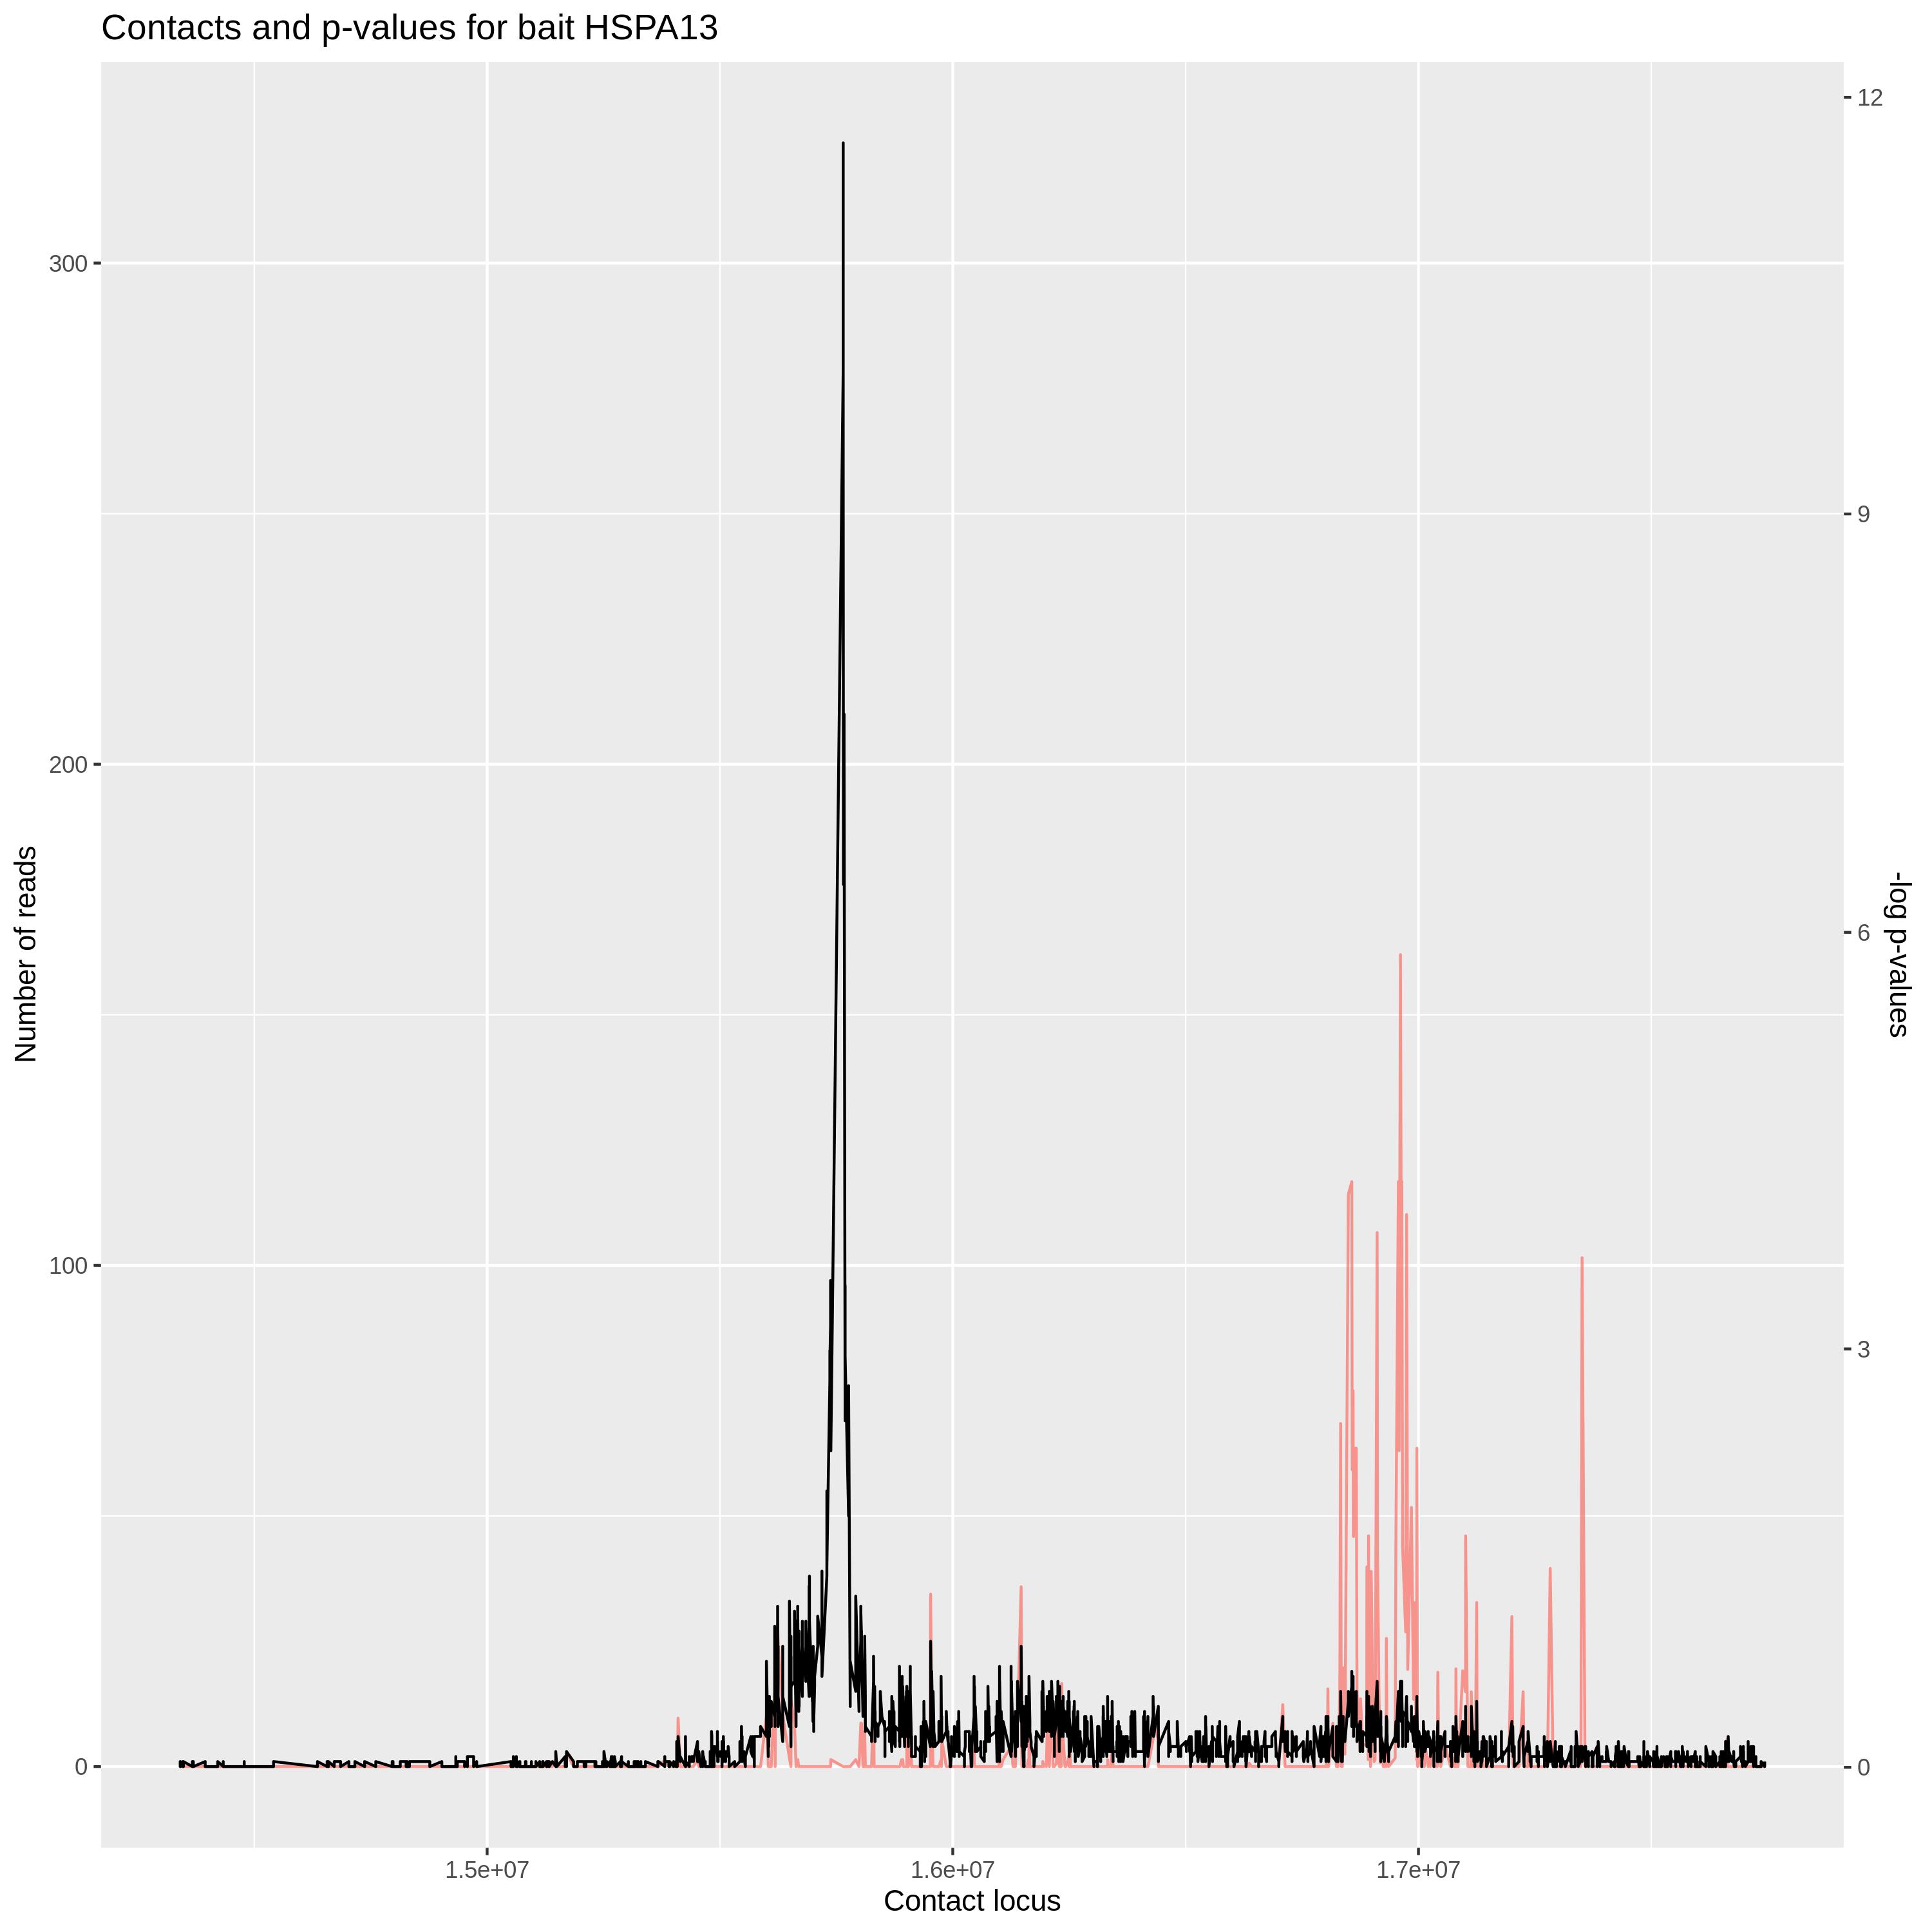 Contacts and p-values for bait HSPA13
Number of reads
300
200
100
0
12
9
6
3
0
-log p-values
1.5e+07
1.6e+07
1.7e+07
Contact locus